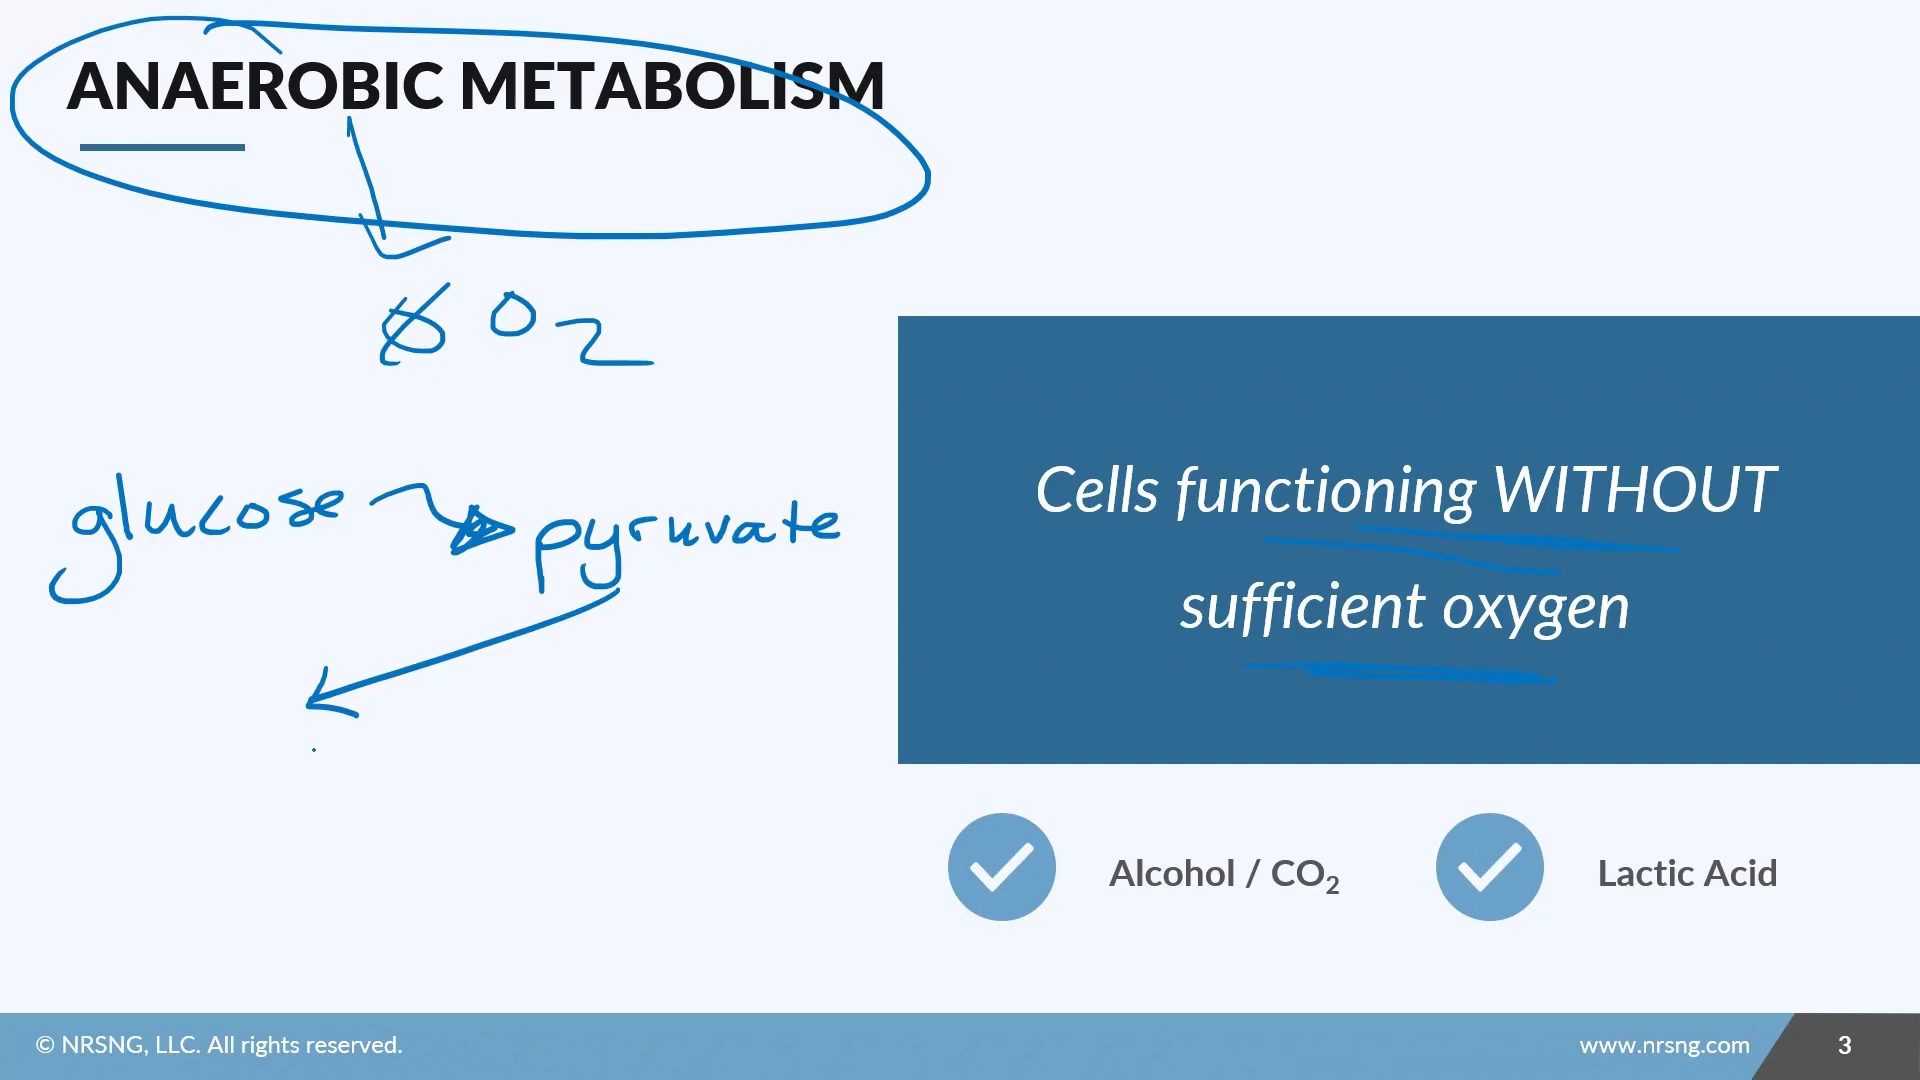 ANAEROBIC METABOLISM
Ø O2
glucose → pyruvate
Cells functioning WITHOUT
sufficient oxygen
Alcohol / CO₂
Lactic Acid
© NRSNG, LLC. All rights reserved.
www.nrsng.com
3